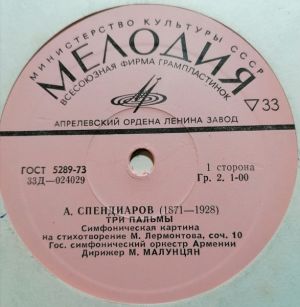 МИНИСТЕРСТВО КУЛЬТУРЫ СССР
МЕЛОДИЯ
ВСЕСОЮЗНАЯ ФИРМА ГРАМПЛАСТИНОК
▽33
АПРЕЛЕВСКИЙ ОРДЕНА ЛЕНИНА ЗАВОД
ГОСТ 5289-73
33Д—024029
1 сторона
Гр. 2. 1-00
А. СПЕНДИАРОВ (1871—1928)
ТРИ ПАЛЬМЫ
Симфоническая картина
на стихотворение М. Лермонтова, соч. 10
Гос. симфонический оркестр Армении
Дирижер М. МАЛУНЦЯН